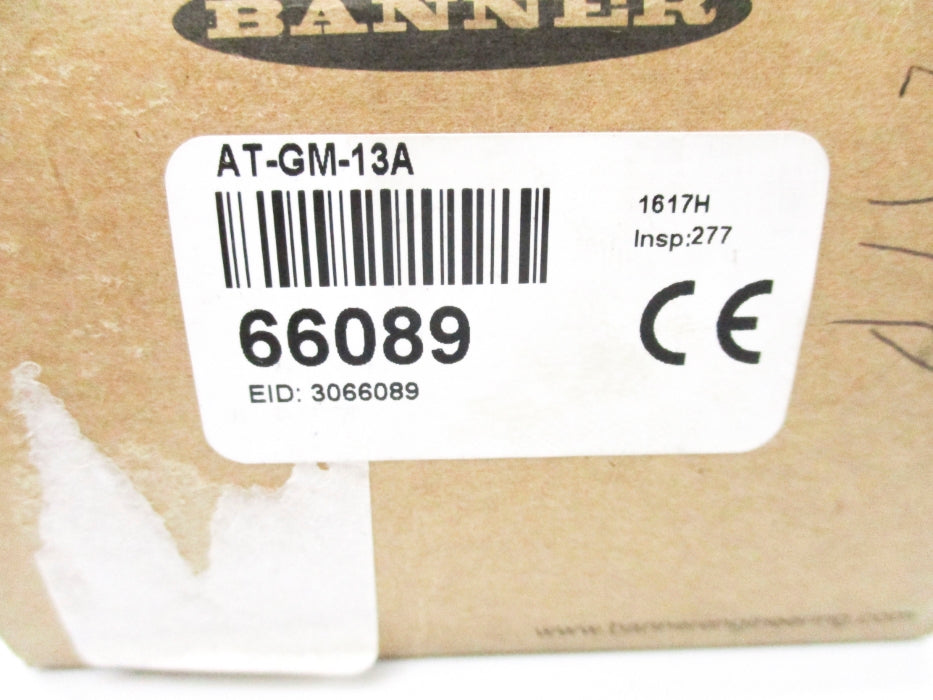 BANNER
AT-GM-13A
1617H
Insp:277
66089
CE
EID: 3066089
www.bannerengineering.com